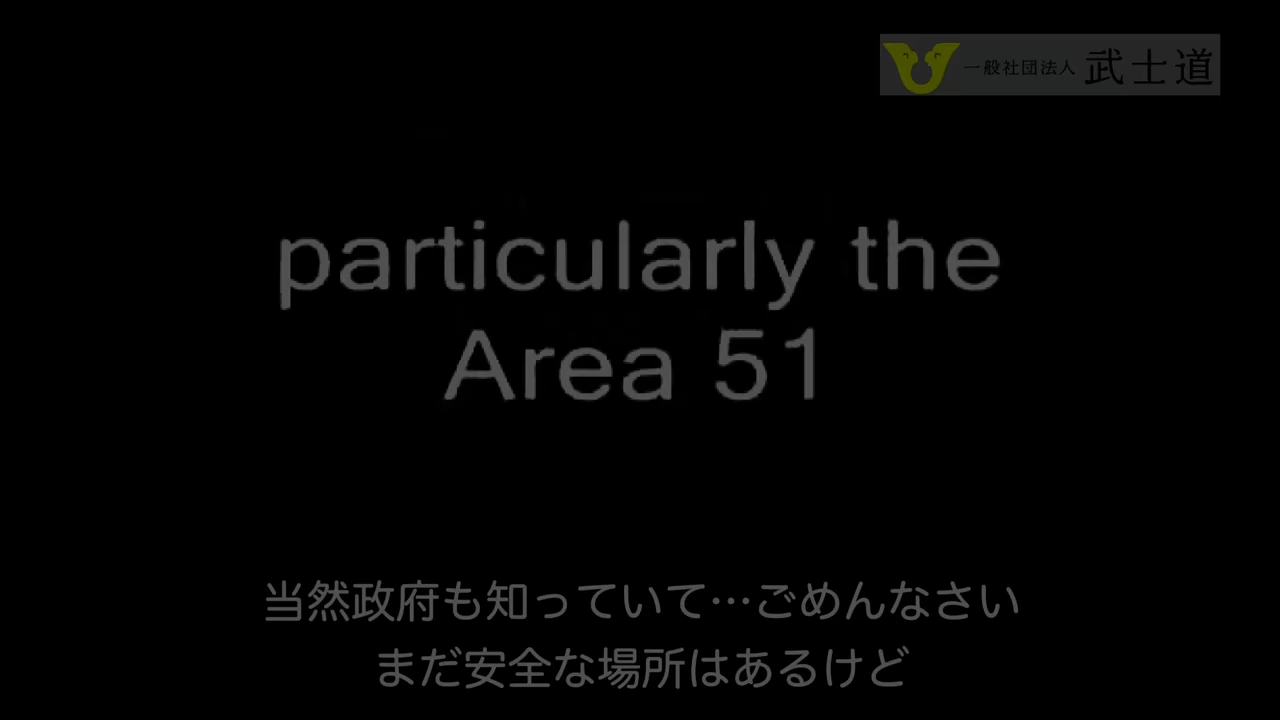 一般社団法人 武士道
particularly the
Area 51
当然政府も知っていて…ごめんなさい
まだ安全な場所はあるけど